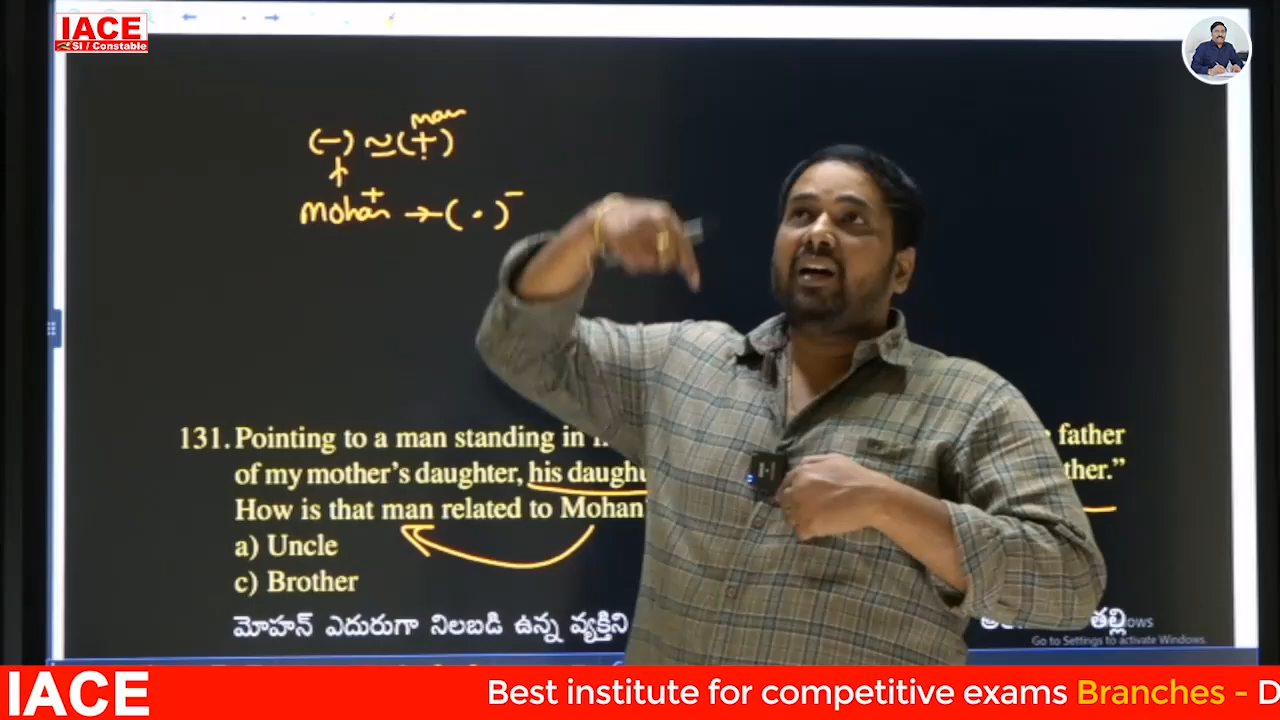 IACE
SI / Constable
man
(-) ≃ (+)
mohan + → ( . ) -
131. Pointing to a man standing in father
of my mother's daughter, his daugh ther."
How is that man related to Mohan
a) Uncle
c) Brother
మోహన్ ఎదురుగా నిలబడి ఉన్న వ్యక్తిని తల్లి
Go to Settings to activate Windows.
IACE Best institute for competitive exams Branches - D